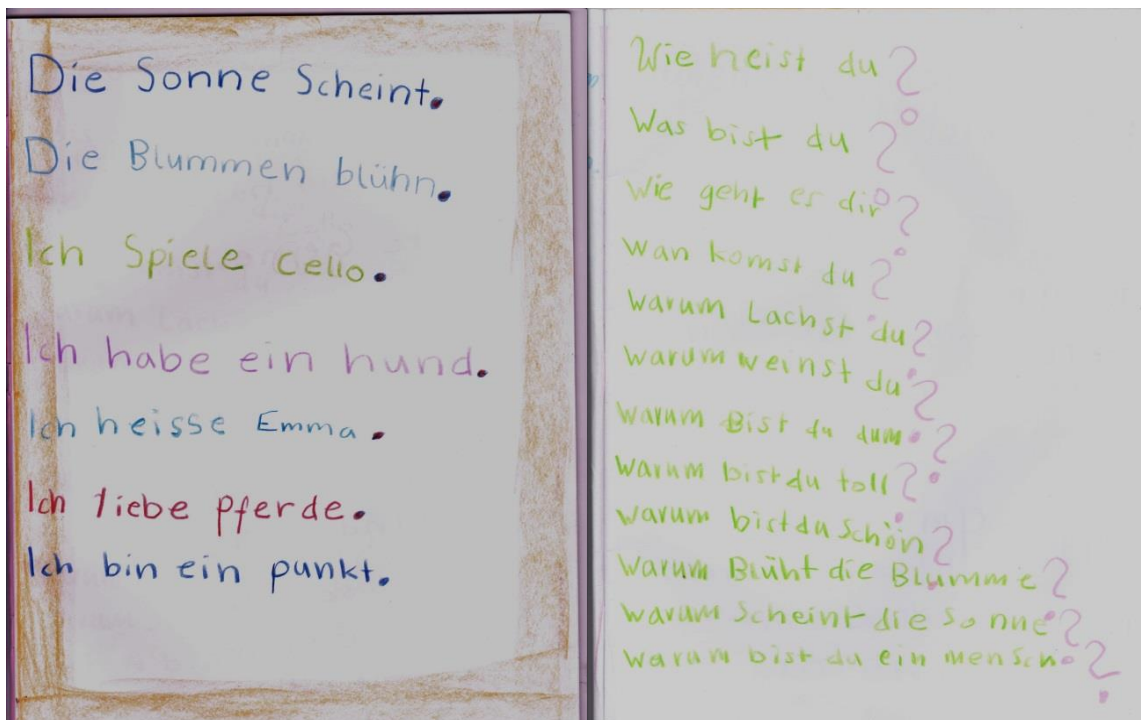 Die Sonne Scheint.
Die Blummen blühn.
Ich Spiele Cello.
Ich habe ein hund.
Ich heisse Emma.
Ich liebe pferde.
Ich bin ein punkt.
Wie heist du?
Was bist du?
Wie geht es dir?
Wan komst du?
Warum Lachst du?
warum weinst du?
warum Bist du dum?
warum bist du toll?
warum bist du Schön?
warum Blüht die Blumme?
warum Scheint die Sonne?
warum bist du ein mensch?